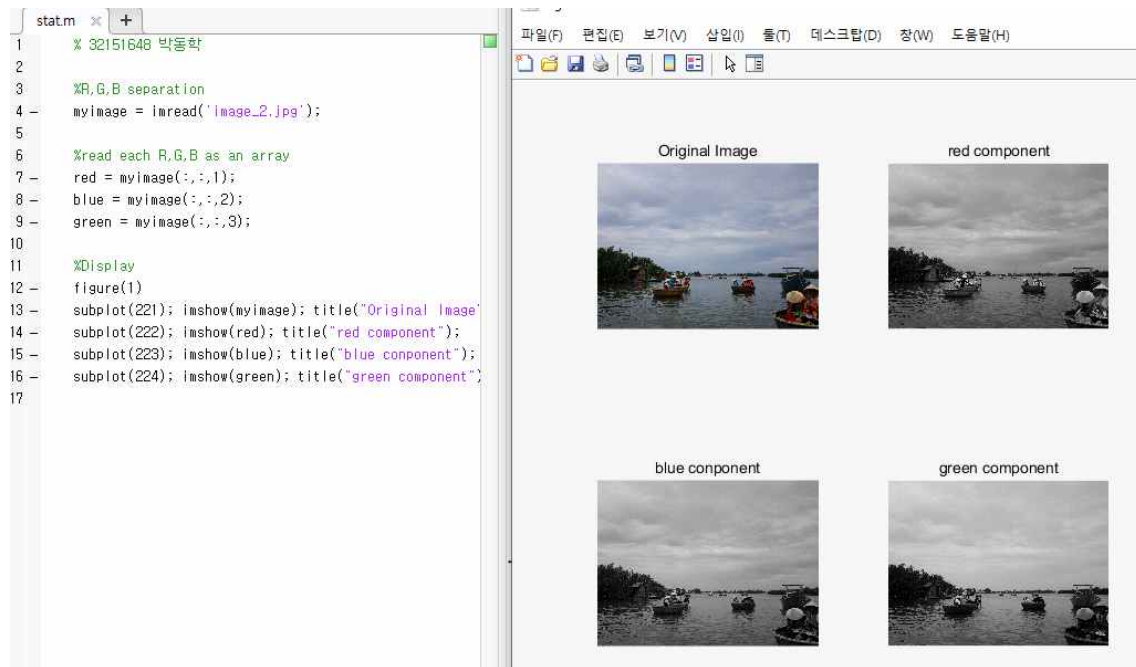 stat.m
1 % 32151648 박동학
2
3 %R,G,B separation
4 – myimage = imread('image_2.jpg');
5
6 %read each R,G,B as an array
7 – red = myimage(:,:,1);
8 – blue = myimage(:,:,2);
9 – green = myimage(:,:,3);
10
11 %Display
12 – figure(1)
13 – subplot(221); imshow(myimage); title("Original Image"
14 – subplot(222); imshow(red); title("red component");
15 – subplot(223); imshow(blue); title("blue conponent");
16 – subplot(224); imshow(green); title("green component")
17
파일(F) 편집(E) 보기(V) 삽입(I) 툴(T) 데스크탑(D) 창(W) 도움말(H)
Original Image
red component
blue conponent
green component